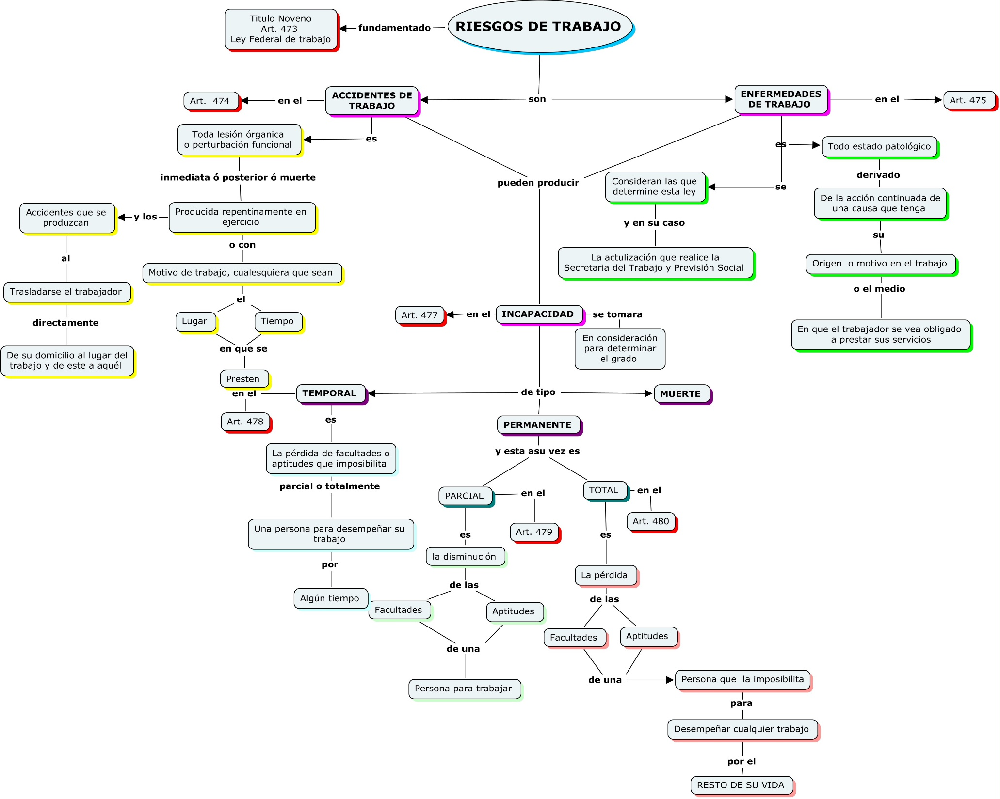 RIESGOS DE TRABAJO
fundamentado
Titulo Noveno
Art. 473
Ley Federal de trabajo
son
ACCIDENTES DE
TRABAJO
en el
Art.  474
es
Toda lesión órganica
o perturbación funcional
inmediata ó posterior ó muerte
Producida repentinamente en
ejercicio
y los
Accidentes que se
produzcan
al
Trasladarse el trabajador
directamente
De su domicilio al lugar del
trabajo y de este a aquél
o con
Motivo de trabajo, cualesquiera que sean
el
Lugar
Tiempo
en que se
Presten
ENFERMEDADES
DE TRABAJO
en el
Art. 475
es
Todo estado patológico
derivado
De la acción continuada de
una causa que tenga
su
Origen  o motivo en el trabajo
o el medio
En que el trabajador se vea obligado
a prestar sus servicios
se
Consideran las que
determine esta ley
y en su caso
La actulización que realice la
Secretaria del Trabajo y Previsión Social
pueden producir
INCAPACIDAD
en el
Art. 477
se tomara
En consideración
para determinar
el grado
de tipo
TEMPORAL
en el
Art. 478
es
La pérdida de facultades o
aptitudes que imposibilita
parcial o totalmente
Una persona para desempeñar su
trabajo
por
Algún tiempo
MUERTE
PERMANENTE
y esta asu vez es
PARCIAL
en el
Art. 479
es
la disminución
de las
Facultades
Aptitudes
de una
Persona para trabajar
TOTAL
en el
Art. 480
es
La pérdida
de las
Facultades
Aptitudes
de una
Persona que  la imposibilita
para
Desempeñar cualquier trabajo
por el
RESTO DE SU VIDA